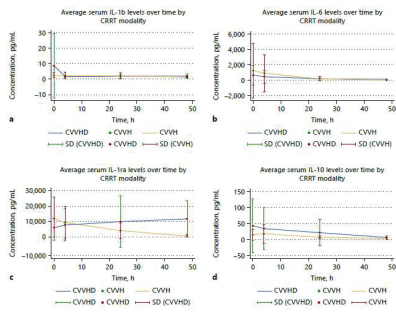 Average serum IL-1b levels over time by
CRRT modality
Concentration, pg/mL
30
20
10
0
–10
0
10
20
30
40
50
Time, h
a
CVVHD
CVVH
CVVH
SD (CVVHD)
CVVHD
SD (CVVH)
Average serum IL-6 levels over time by
CRRT modality
Concentration, pg/mL
6,000
4,000
2,000
0
–2,000
0
10
20
30
40
50
Time, h
b
CVVHD
CVVH
CVVH
SD (CVVHD)
CVVHD
SD (CVVH)
Average serum IL-1ra levels over time by
CRRT modality
Concentration, pg/mL
30,000
20,000
10,000
0
–10,000
0
10
20
30
40
50
Time, h
c
CVVHD
CVVH
CVVH
CVVHD
CVVHD
SD (CVVH)
Average serum IL-10 levels over time by
CRRT modality
Concentration, pg/mL
150
100
50
0
–50
0
10
20
30
40
50
Time, h
d
CVVHD
CVVH
CVVH
SD (CVVHD)
CVVHD
SD (CVVH)